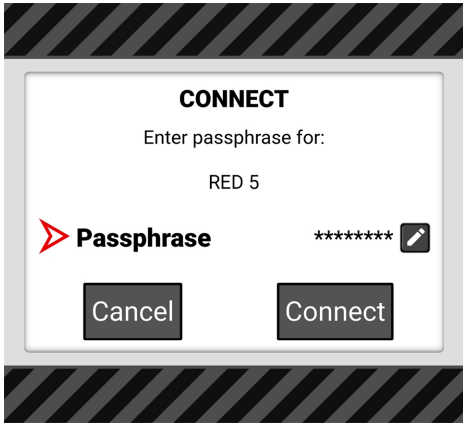 CONNECT
Enter passphrase for:
RED 5
Passphrase ********
Cancel Connect